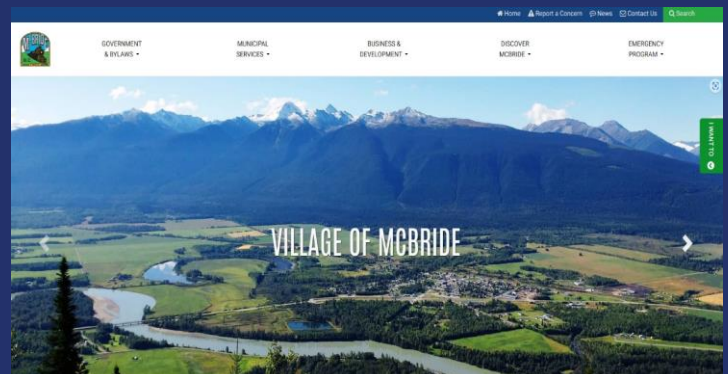 Home Report a Concern News Contact Us Search
MCBRIDE
GOVERNMENT
& BYLAWS
MUNICIPAL
SERVICES
BUSINESS &
DEVELOPMENT
DISCOVER
MCBRIDE
EMERGENCY
PROGRAM
I WANT TO
VILLAGE OF MCBRIDE